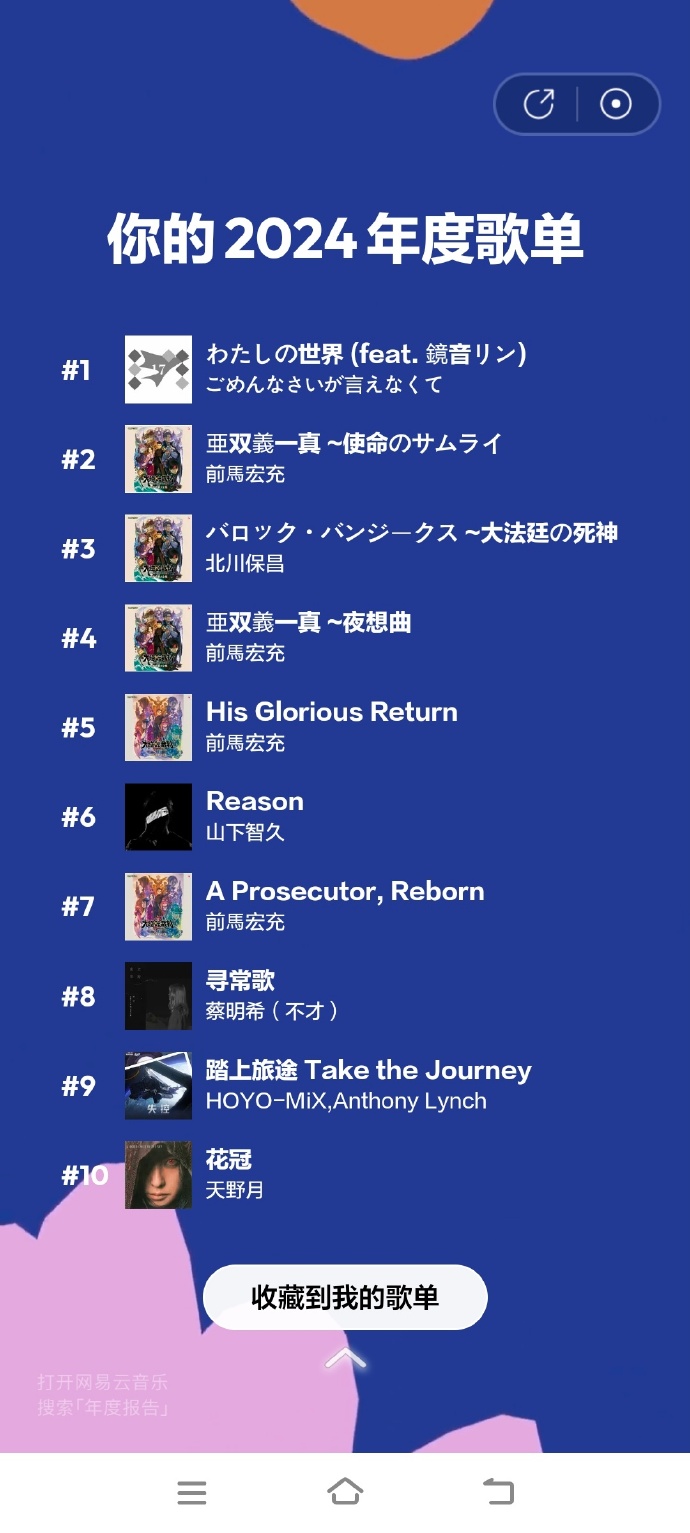 你的 2024 年度歌单
#1
わたしの世界 (feat. 鏡音リン)
ごめんなさいが言えなくて
#2
亜双義一真 ~使命のサムライ
前馬宏充
#3
バロック・バンジークス ~大法廷の死神
北川保昌
#4
亜双義一真 ~夜想曲
前馬宏充
#5
His Glorious Return
前馬宏充
#6
Reason
山下智久
#7
A Prosecutor, Reborn
前馬宏充
#8
寻常歌
蔡明希（不才）
#9
失控
踏上旅途 Take the Journey
HOYO-MiX,Anthony Lynch
#10
花冠
天野月
收藏到我的歌单
打开网易云音乐
搜索「年度报告」